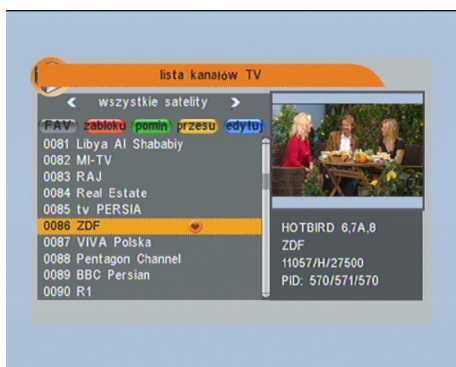 lista kanałów TV
wszystkie satelity
FAV zabloku pomin przesu edytuj
0081 Libya Al Shababiy
0082 MI-TV
0083 RAJ
0084 Real Estate
0085 tv PERSIA
0086 ZDF
0087 VIVA Polska
0088 Pentagon Channel
0089 BBC Persian
0090 R1
HOTBIRD 6,7A,8
ZDF
11057/H/27500
PID: 570/571/570